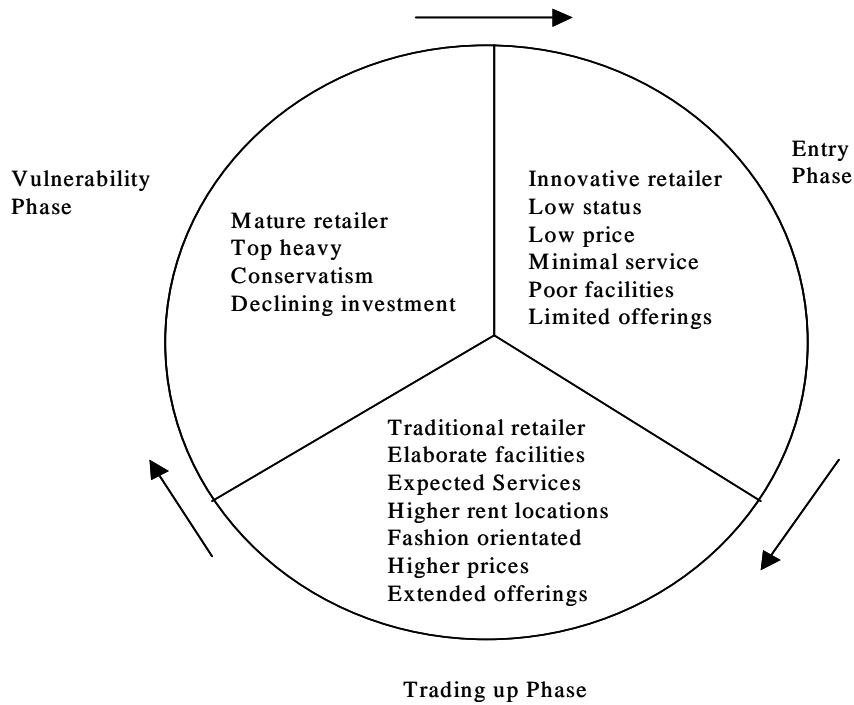 Entry
Phase
Vulnerability
Phase
Innovative retailer
Low status
Low price
Minimal service
Poor facilities
Limited offerings
Mature retailer
Top heavy
Conservatism
Declining investment
Traditional retailer
Elaborate facilities
Expected Services
Higher rent locations
Fashion orientated
Higher prices
Extended offerings
Trading up Phase